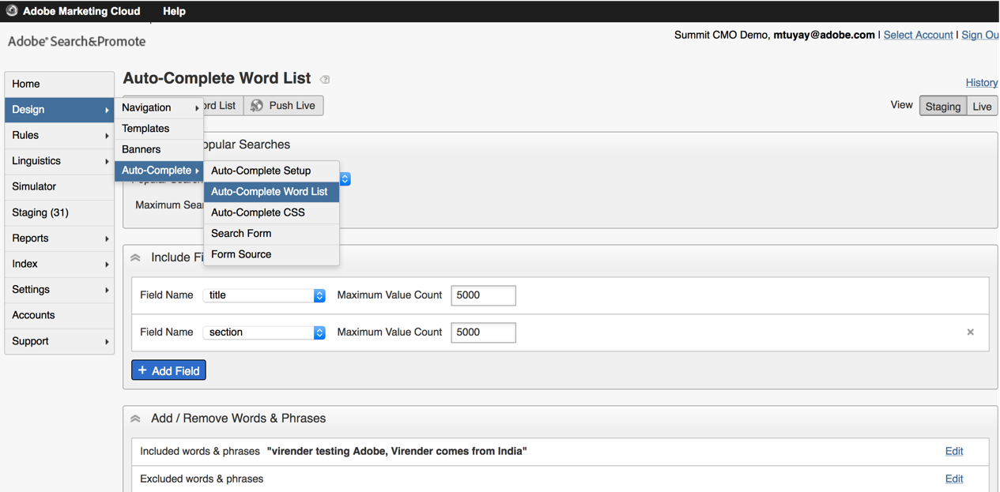 Adobe Marketing Cloud Help
Adobe® Search&Promote
Summit CMO Demo, mtuyay@adobe.com | Select Account | Sign Ou
Auto-Complete Word List
History
Home
Design
Rules
Linguistics
Simulator
Staging (31)
Reports
Index
Settings
Accounts
Support
Navigation
Templates
Banners
Auto-Complete
Auto-Complete Setup
Auto-Complete Word List
Auto-Complete CSS
Search Form
Form Source
ord List Push Live
View Staging Live
opular Searches
Maximum Sea
Include Fi
Field Name title Maximum Value Count 5000
Field Name section Maximum Value Count 5000
+ Add Field
Add / Remove Words & Phrases
Included words & phrases "virender testing Adobe, Virender comes from India" Edit
Excluded words & phrases Edit